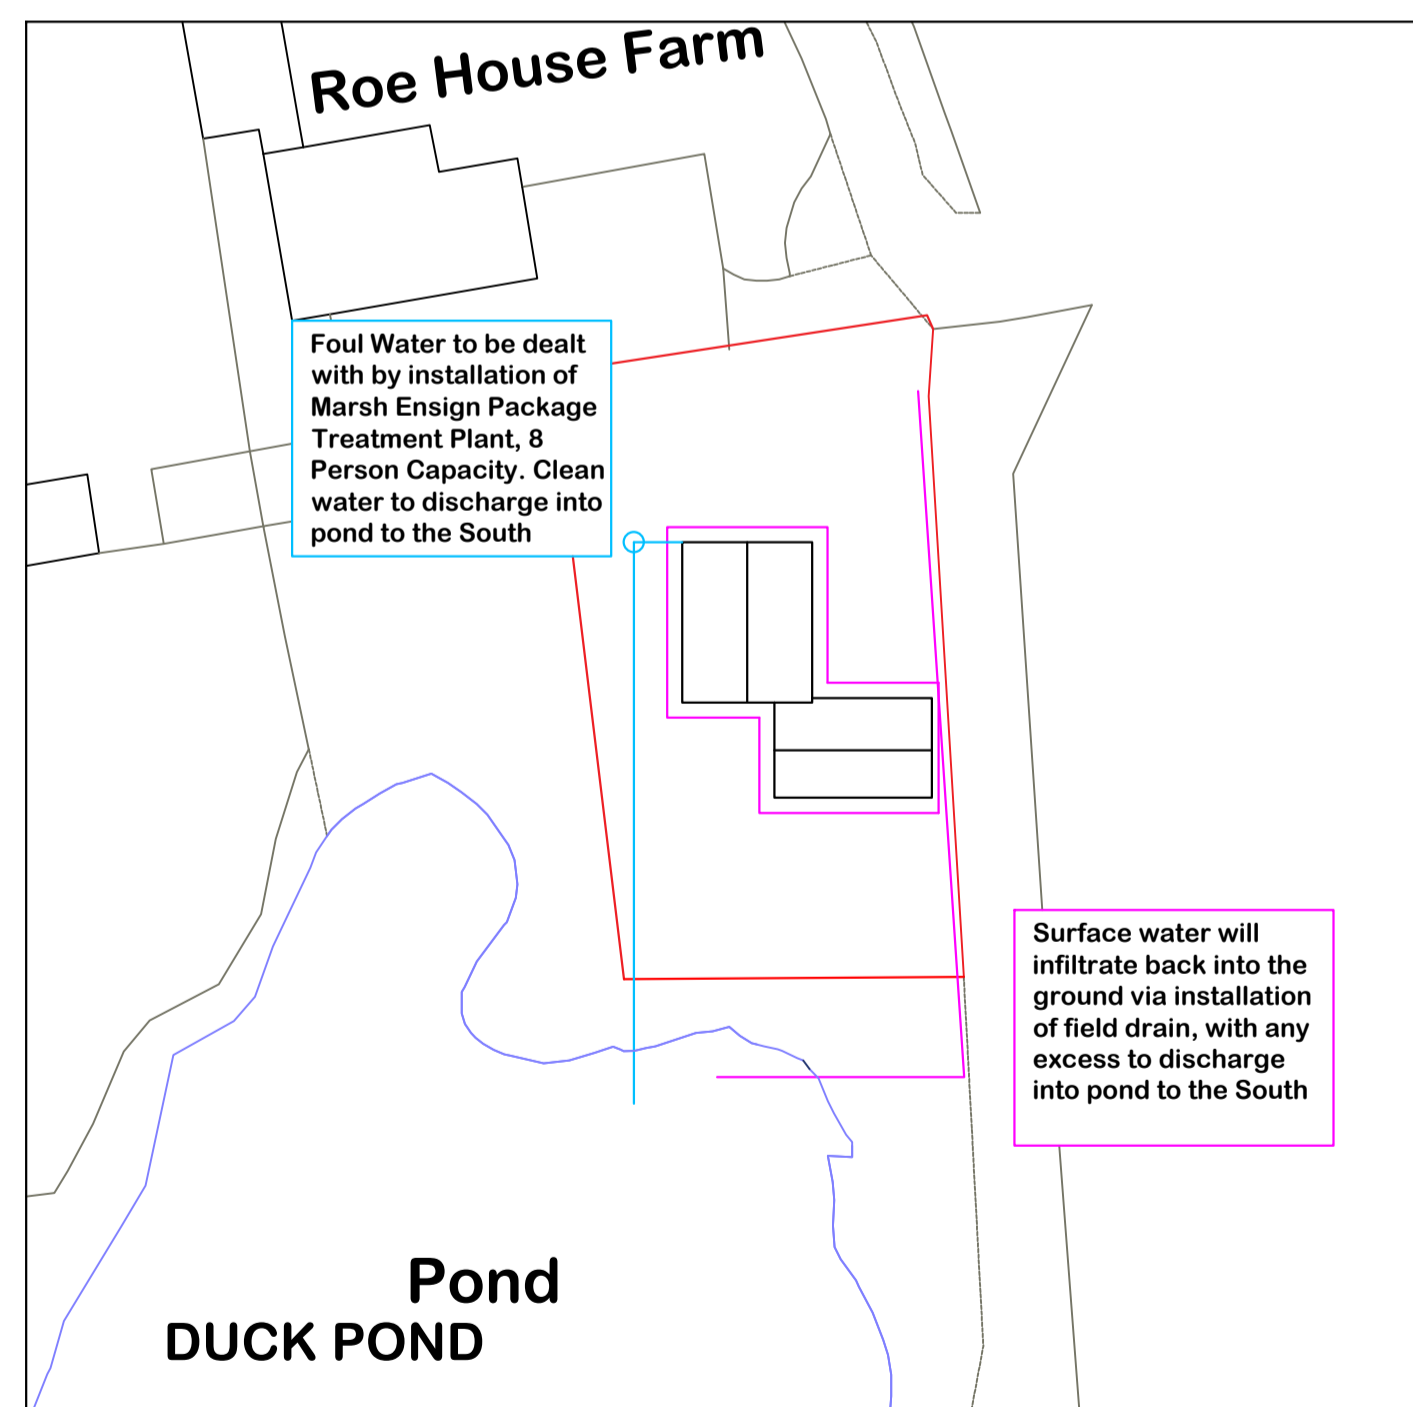 Roe House Farm
Foul Water to be dealt
with by installation of
Marsh Ensign Package
Treatment Plant, 8
Person Capacity. Clean
water to discharge into
pond to the South
Surface water will
infiltrate back into the
ground via installation
of field drain, with any
excess to discharge
into pond to the South
Pond
DUCK POND